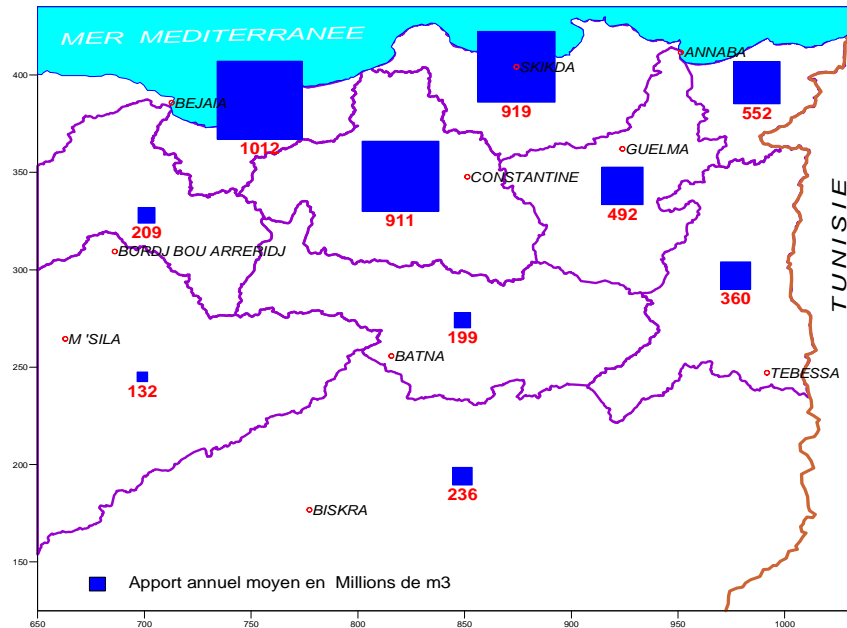 MER MEDITERRANEE
ANNABA
SKIKDA
400
BEJAIA
919
552
1012
GUELMA
350
CONSTANTINE
492
911
209
BORDJ BOU ARRERIDJ
TUNISIE
300
360
199
M 'SILA
BATNA
250
TEBESSA
132
200
236
BISKRA
150
Apport annuel moyen en Millions de m3
650 700 750 800 850 900 950 1000